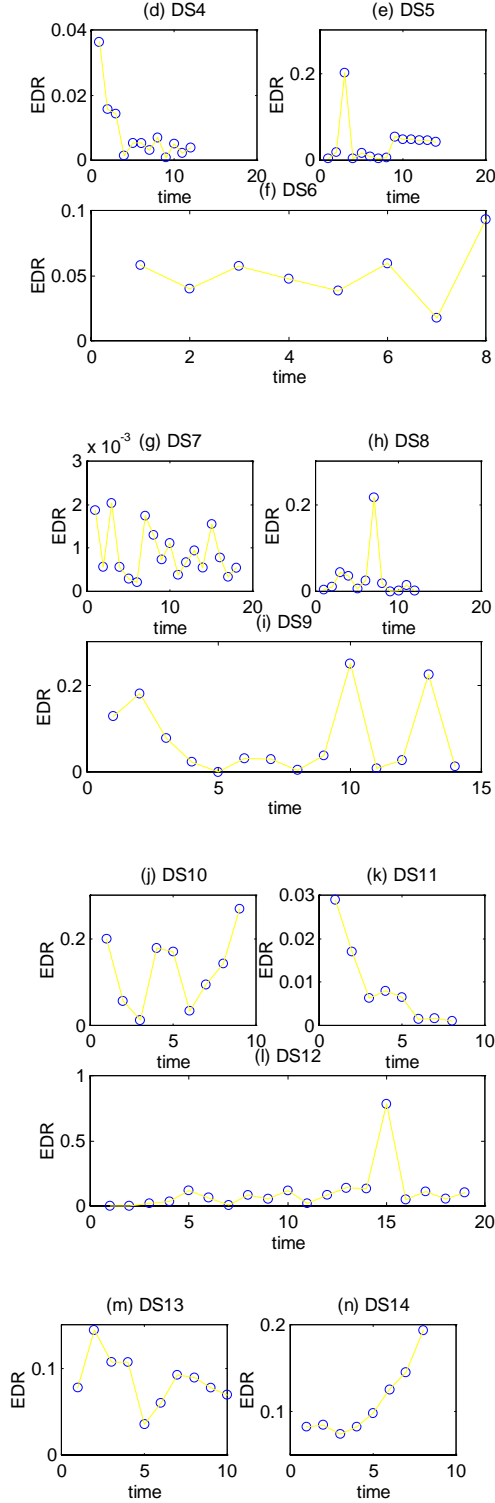 (d) DS4
0.04
0.02
0
EDR
0 10 20
time
(e) DS5
0.2
0
EDR
0 10 20
time
(f) DS6
0.1
0.05
0
EDR
0 2 4 6 8
time
x 10^-3
(g) DS7
3
2
1
0
EDR
0 10 20
time
(h) DS8
0.2
0
EDR
0 10 20
time
(i) DS9
0.2
0
EDR
0 5 10 15
time
(j) DS10
0.2
0
EDR
0 5 10
time
(k) DS11
0.03
0.02
0.01
0
EDR
0 5 10
time
(l) DS12
1
0.5
0
EDR
0 5 10 15 20
time
(m) DS13
0.1
0
EDR
0 5 10
time
(n) DS14
0.2
0.1
EDR
0 5 10
time